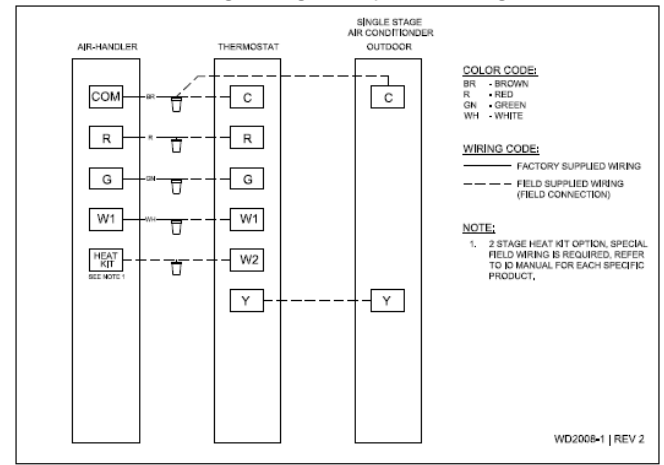 SINGLE STAGE
AIR CONDITIONDER
AIR-HANDLER THERMOSTAT OUTDOOR
COM BR C C
R R R
G GN G
W1 WH W1
HEAT KIT W2
SEE NOTE 1
Y Y
COLOR CODE:
BR - BROWN
R - RED
GN - GREEN
WH - WHITE
WIRING CODE:
FACTORY SUPPLIED WIRING
FIELD SUPPLIED WIRING
(FIELD CONNECTION)
NOTE:
1. 2 STAGE HEAT KIT OPTION, SPECIAL
FIELD WIRING IS REQUIRED, REFER
TO IO MANUAL FOR EACH SPECIFIC
PRODUCT.
WD2008-1 | REV 2